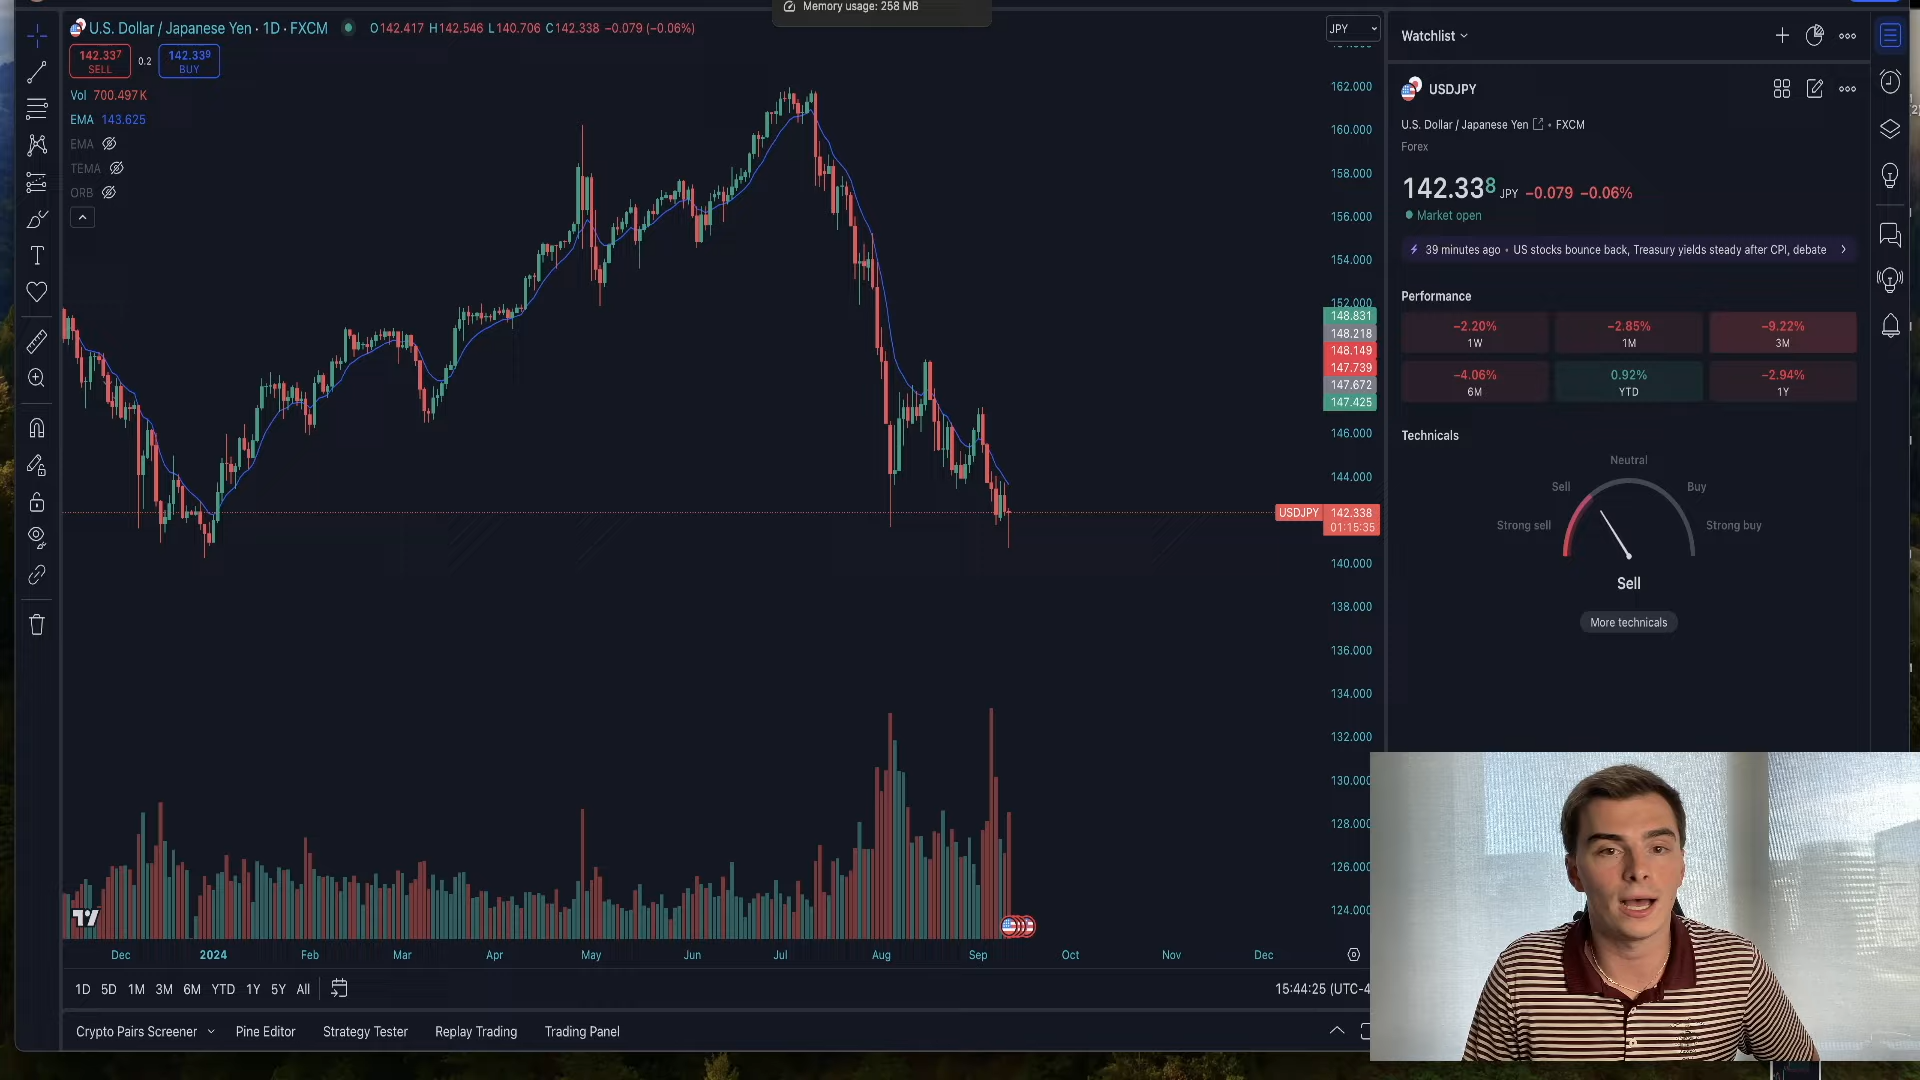 Memory usage: 258 MB
U.S. Dollar / Japanese Yen · 1D · FXCM
O142.417 H142.546 L140.706 C142.338 −0.079 (−0.06%)
JPY
142.337
SELL
0.2
142.339
BUY
Vol 700.497K
EMA 143.625
EMA
TEMA
ORB
162.000
160.000
158.000
156.000
154.000
152.000
148.831
148.218
148.149
147.739
147.672
147.425
146.000
144.000
USDJPY 142.338
01:15:35
140.000
138.000
136.000
134.000
132.000
130.000
128.000
126.000
124.000
Dec 2024 Feb Mar Apr May Jun Jul Aug Sep Oct Nov Dec
1D 5D 1M 3M 6M YTD 1Y 5Y All
15:44:25 (UTC-4
Crypto Pairs Screener Pine Editor Strategy Tester Replay Trading Trading Panel
Watchlist
USDJPY
U.S. Dollar / Japanese Yen • FXCM
Forex
142.338 JPY −0.079 −0.06%
Market open
39 minutes ago • US stocks bounce back, Treasury yields steady after CPI, debate
Performance
−2.20%
1W
−2.85%
1M
−9.22%
3M
−4.06%
6M
0.92%
YTD
−2.94%
1Y
Technicals
Neutral
Sell
Buy
Strong sell
Strong buy
Sell
More technicals